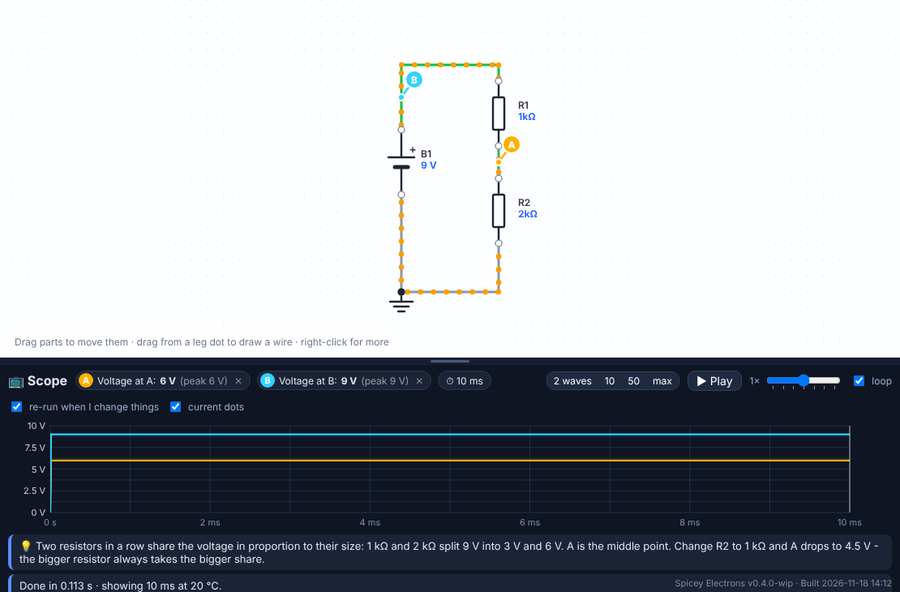 B
R1
1kΩ
A
+
B1
9 V
R2
2kΩ
Drag parts to move them · drag from a leg dot to draw a wire · right-click for more
Scope A Voltage at A: 6 V (peak 6 V) × B Voltage at B: 9 V (peak 9 V) × ⏱ 10 ms 2 waves 10 50 max ▶ Play 1× loop
re-run when I change things current dots
10 V
7.5 V
5 V
2.5 V
0 V
0 s 2 ms 4 ms 6 ms 8 ms 10 ms
💡 Two resistors in a row share the voltage in proportion to their size: 1 kΩ and 2 kΩ split 9 V into 3 V and 6 V. A is the middle point. Change R2 to 1 kΩ and A drops to 4.5 V -
the bigger resistor always takes the bigger share.
Done in 0.113 s · showing 10 ms at 20 °C.
Spicey Electrons v0.4.0-wip · Built 2026-11-18 14:12